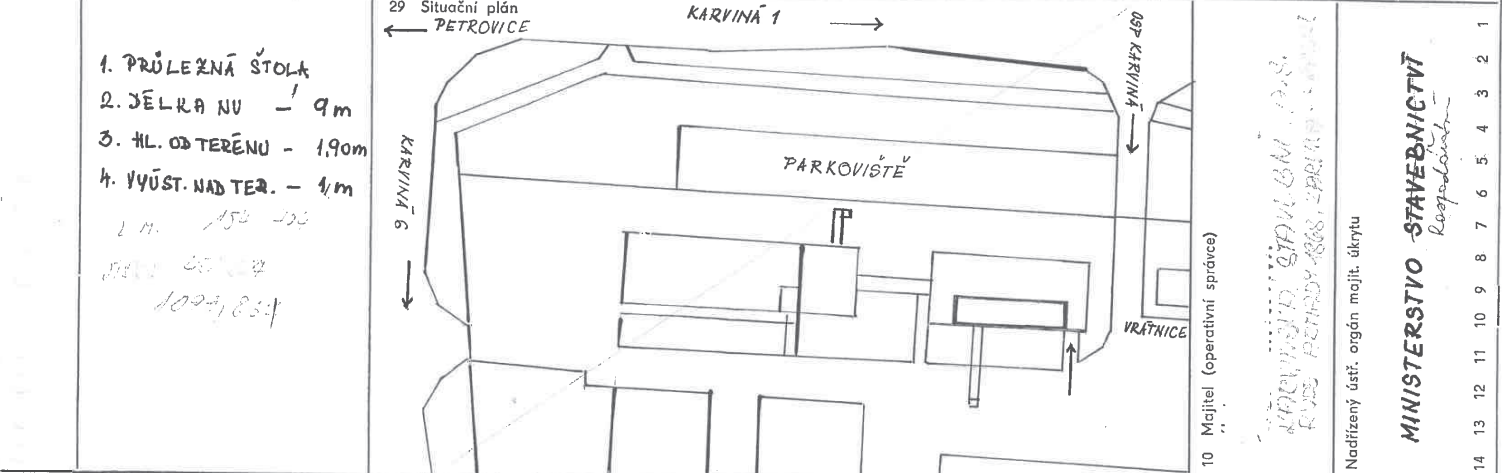 1. PRŮLEZNÁ ŠTOLA
2. DÉLKA NU - 9m
3. HL. OD TERÉNU - 1,90m
4. VYÚST. NAD TER. - 1m
29 Situační plán
PETROVICE
KARVINÁ 1
OSP KARVINÁ
KARVINÁ 6
PARKOVIŠTĚ
VRÁTNICE
10 Majitel (operativní správce)
Nadřízený ústř. orgán majit. úkrytu
MINISTERSTVO STAVEBNICTVÍ
hospodářství
1
2
3
4
5
6
7
8
9
10
11
12
13
14